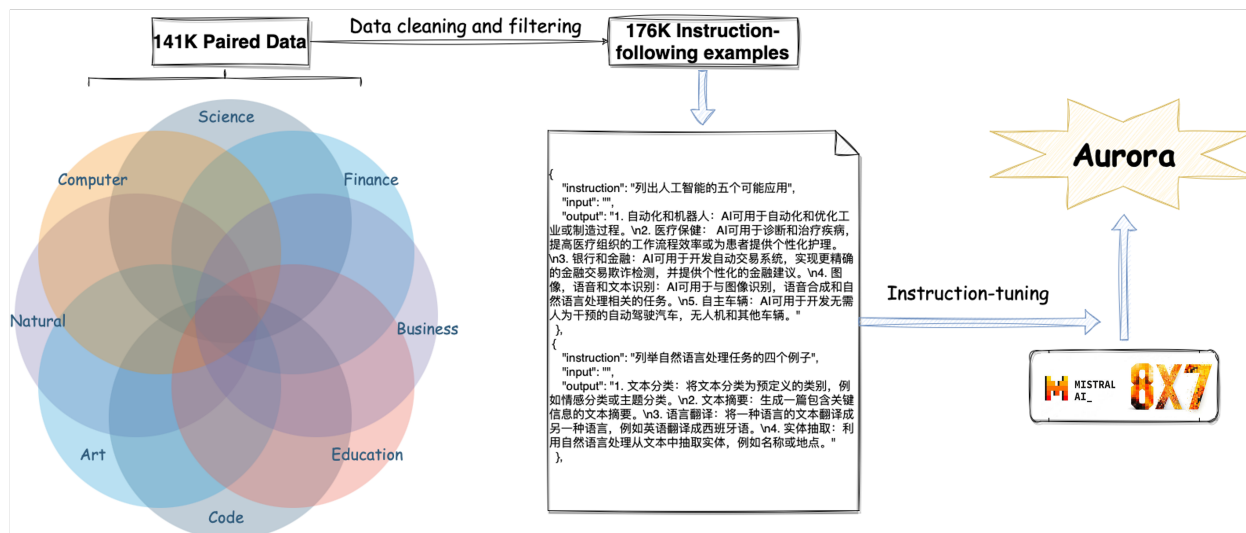 141K Paired Data
Data cleaning and filtering
176K Instruction-
following examples
Science
Computer
Finance
Natural
Business
Art
Education
Code
{
"instruction": "列出人工智能的五个可能应用",
"input": "",
"output": "1. 自动化和机器人：AI可用于自动化和优化工
业或制造过程。\n2. 医疗保健： AI可用于诊断和治疗疾病，
提高医疗组织的工作流程效率或为患者提供个性化护理。
\n3. 银行和金融：AI可用于开发自动交易系统，实现更精确
的金融交易欺诈检测，并提供个性化的金融建议。\n4. 图
像，语音和文本识别：AI可用于与图像识别，语音合成和自
然语言处理相关的任务。\n5. 自主车辆：AI可用于开发无需
人为干预的自动驾驶汽车，无人机和其他车辆。"
},
{
"instruction": "列举自然语言处理任务的四个例子",
"input": "",
"output": "1. 文本分类：将文本分类为预定义的类别，例
如情感分类或主题分类。\n2. 文本摘要：生成一篇包含关键
信息的文本摘要。\n3. 语言翻译：将一种语言的文本翻译成
另一种语言，例如英语翻译成西班牙语。\n4. 实体抽取：利
用自然语言处理从文本中抽取实体，例如名称或地点。"
},
Instruction-tuning
Aurora
MISTRAL
AI_
8X7